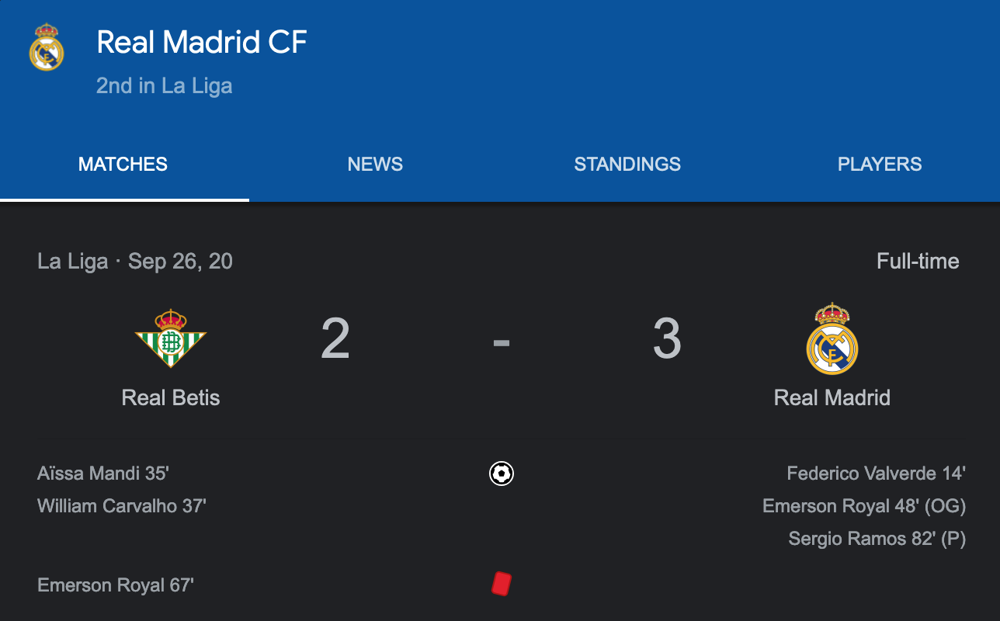 Real Madrid CF
2nd in La Liga
MATCHES NEWS STANDINGS PLAYERS
La Liga · Sep 26, 20 Full-time
2 - 3
Real Betis Real Madrid
Aïssa Mandi 35' Federico Valverde 14'
William Carvalho 37' Emerson Royal 48' (OG)
Sergio Ramos 82' (P)
Emerson Royal 67'